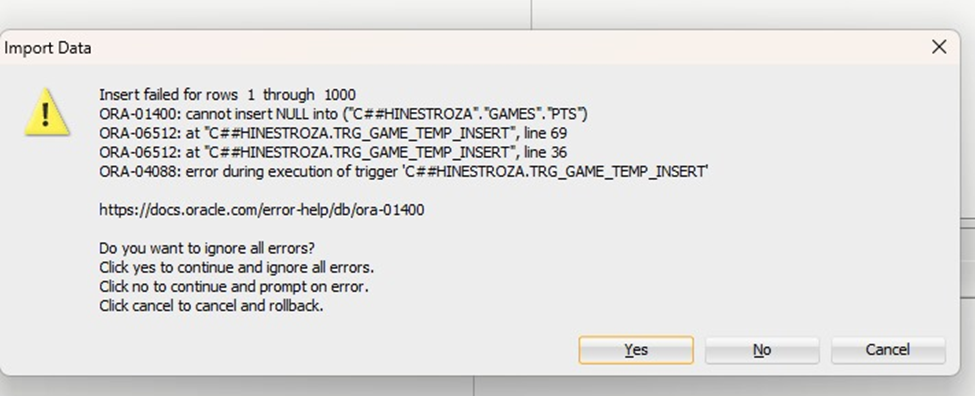 Import Data
Insert failed for rows 1 through 1000
ORA-01400: cannot insert NULL into ("C##HINESTROZA"."GAMES"."PTS")
ORA-06512: at "C##HINESTROZA.TRG_GAME_TEMP_INSERT", line 69
ORA-06512: at "C##HINESTROZA.TRG_GAME_TEMP_INSERT", line 36
ORA-04088: error during execution of trigger 'C##HINESTROZA.TRG_GAME_TEMP_INSERT'
https://docs.oracle.com/error-help/db/ora-01400
Do you want to ignore all errors?
Click yes to continue and ignore all errors.
Click no to continue and prompt on error.
Click cancel to cancel and rollback.
Yes No Cancel